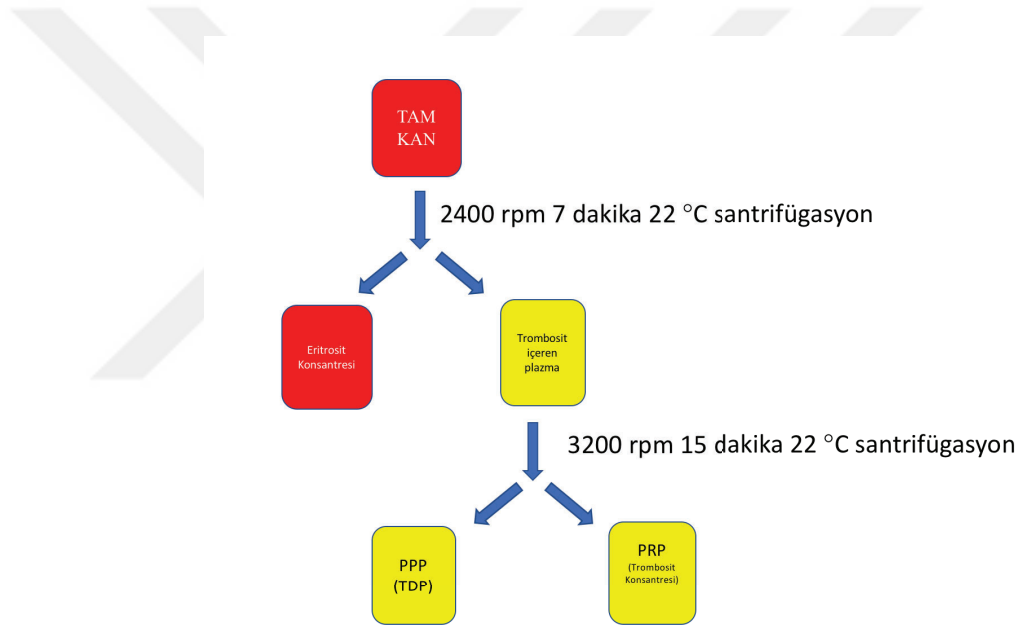 TAM
KAN
2400 rpm 7 dakika 22 °C santrifügasyon
Eritrosit
Konsantresi
Trombosit
içeren
plazma
3200 rpm 15 dakika 22 °C santrifügasyon
PPP
(TDP)
PRP
(Trombosit
Konsantresi)